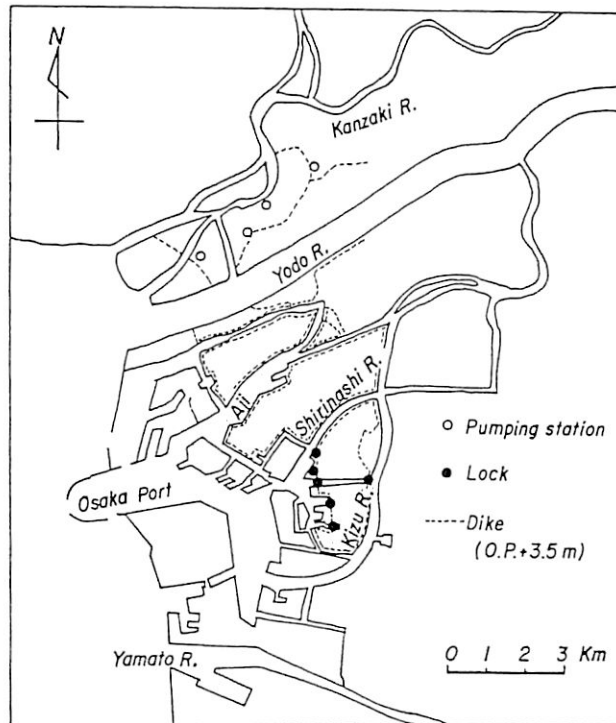 N
Kanzaki R.
Yodo R.
Aji
Shirinashi R.
Osaka Port
Kizu R.
Yamato R.
Pumping station
Lock
Dike
(O.P.+3.5 m)
0 1 2 3 Km